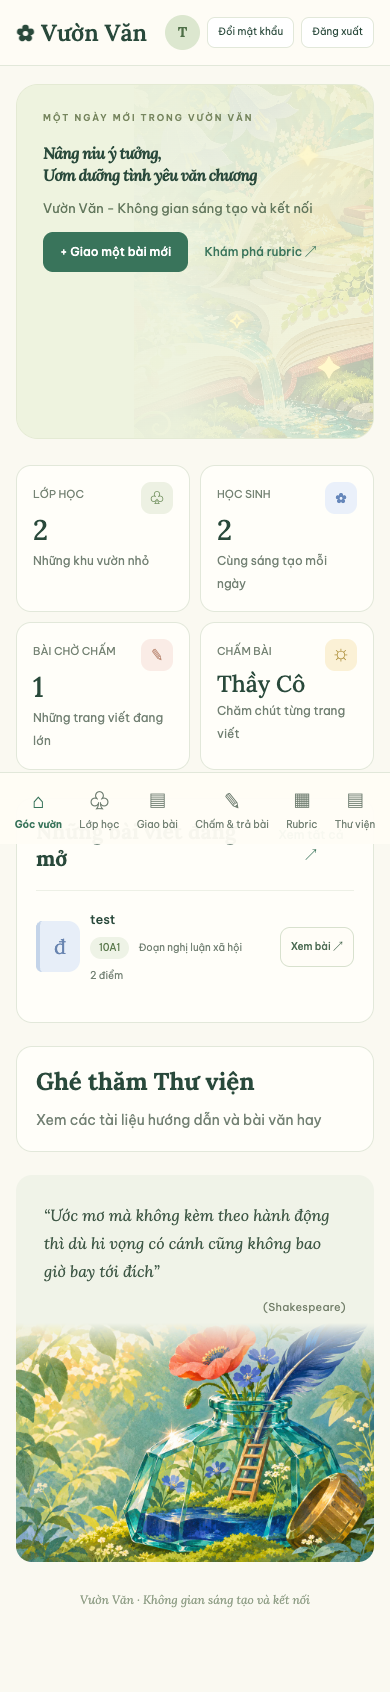 ✿ Vườn Văn
T
Đổi mật khẩu
Đăng xuất
MỘT NGÀY MỚI TRONG VƯỜN VĂN
Nâng niu ý tưởng,
Ươm dưỡng tình yêu văn chương
Vườn Văn – Không gian sáng tạo và kết nối
+ Giao một bài mới
Khám phá rubric ↗
LỚP HỌC
2
Những khu vườn nhỏ
HỌC SINH
2
Cùng sáng tạo mỗi
ngày
BÀI CHỜ CHẤM
1
Những trang viết đang
lớn
CHẤM BÀI
Thầy Cô
Chăm chút từng trang
viết
Góc vườn
Lớp học
Giao bài
Chấm & trả bài
Rubric
Thư viện
Những bài viết đang
mở
↗
đ
test
10A1
Đoạn nghị luận xã hội
2 điểm
Xem bài ↗
Ghé thăm Thư viện
Xem các tài liệu hướng dẫn và bài văn hay
“Ước mơ mà không kèm theo hành động
thì dù hi vọng có cánh cũng không bao
giờ bay tới đích”
(Shakespeare)
Vườn Văn · Không gian sáng tạo và kết nối